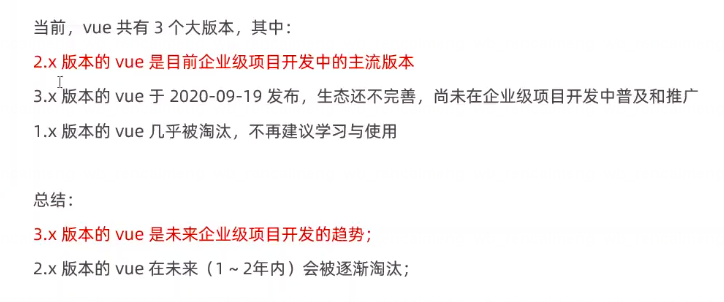 当前，vue 共有 3 个大版本，其中：
2.x 版本的 vue 是目前企业级项目开发中的主流版本
3.x 版本的 vue 于 2020-09-19 发布，生态还不完善，尚未在企业级项目开发中普及和推广
1.x 版本的 vue 几乎被淘汰，不再建议学习与使用
总结：
3.x 版本的 vue 是未来企业级项目开发的趋势；
2.x 版本的 vue 在未来（1 ~ 2年内）会被逐渐淘汰；